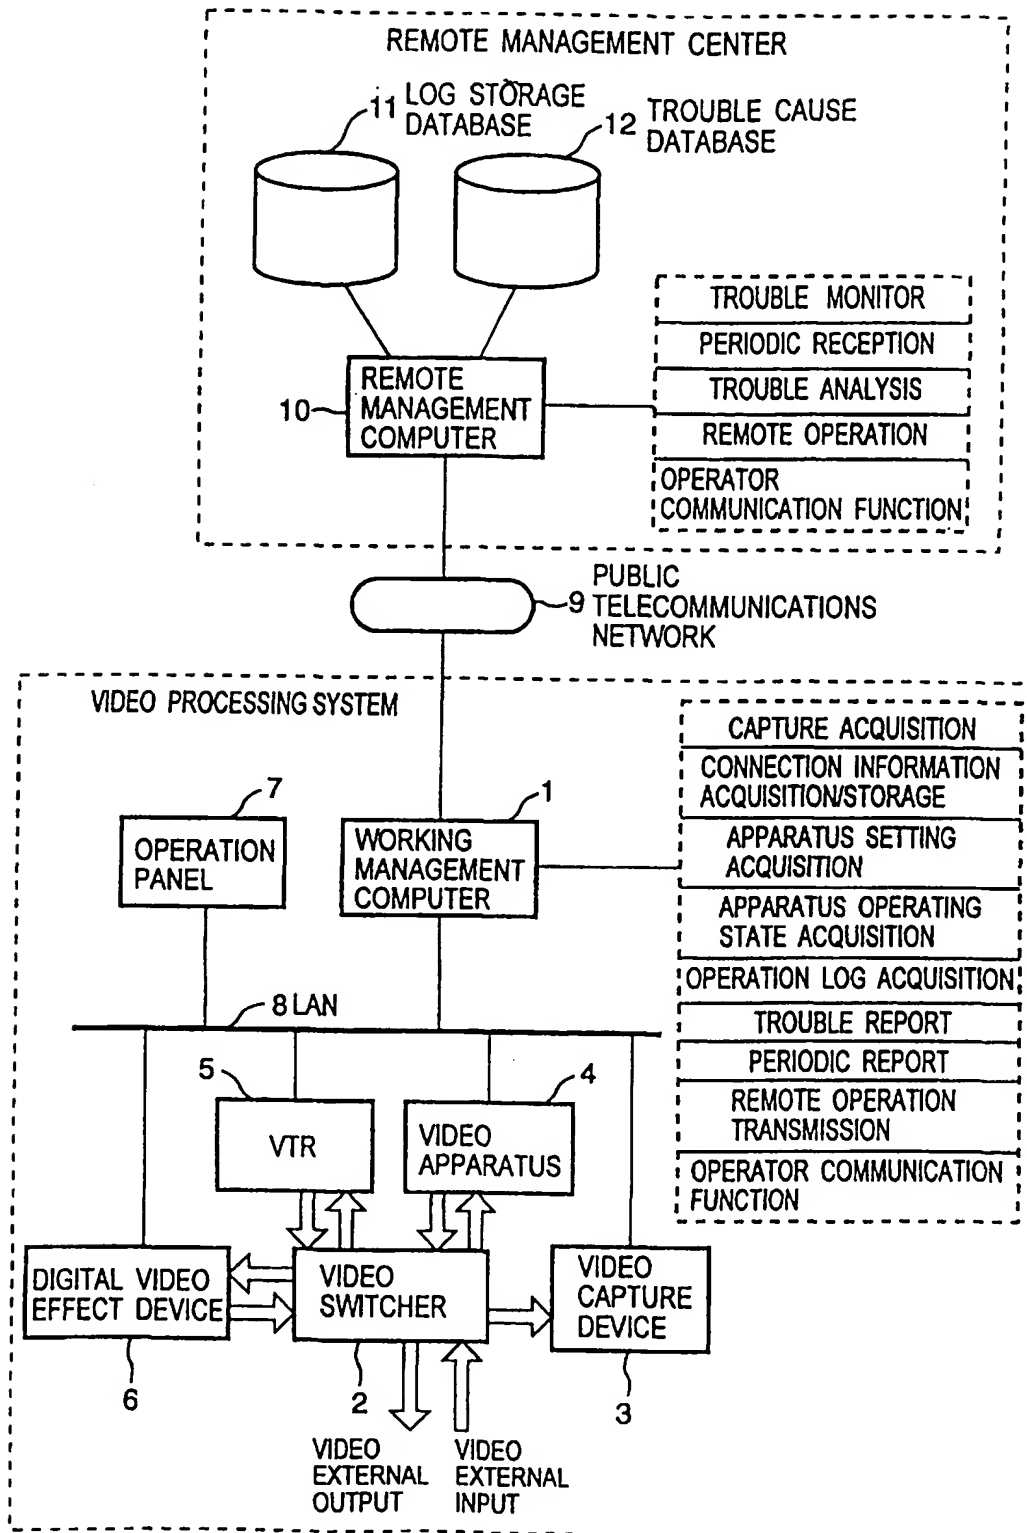 REMOTE MANAGEMENT CENTER
11 LOG STORAGE
DATABASE
12 TROUBLE CAUSE
DATABASE
TROUBLE MONITOR
PERIODIC RECEPTION
TROUBLE ANALYSIS
REMOTE OPERATION
OPERATOR
COMMUNICATION FUNCTION
10
REMOTE
MANAGEMENT
COMPUTER
9 PUBLIC
TELECOMMUNICATIONS
NETWORK
VIDEO PROCESSING SYSTEM
7
OPERATION
PANEL
1
WORKING
MANAGEMENT
COMPUTER
CAPTURE ACQUISITION
CONNECTION INFORMATION
ACQUISITION/STORAGE
APPARATUS SETTING
ACQUISITION
APPARATUS OPERATING
STATE ACQUISITION
OPERATION LOG ACQUISITION
TROUBLE REPORT
PERIODIC REPORT
REMOTE OPERATION
TRANSMISSION
OPERATOR COMMUNICATION
FUNCTION
8 LAN
5
VTR
4
VIDEO
APPARATUS
DIGITAL VIDEO
EFFECT DEVICE
6
VIDEO
SWITCHER
2
VIDEO
CAPTURE
DEVICE
3
VIDEO
EXTERNAL
OUTPUT
VIDEO
EXTERNAL
INPUT